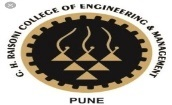 G. H. RAISONI COLLEGE OF ENGINEERING & MANAGEMENT
PUNE